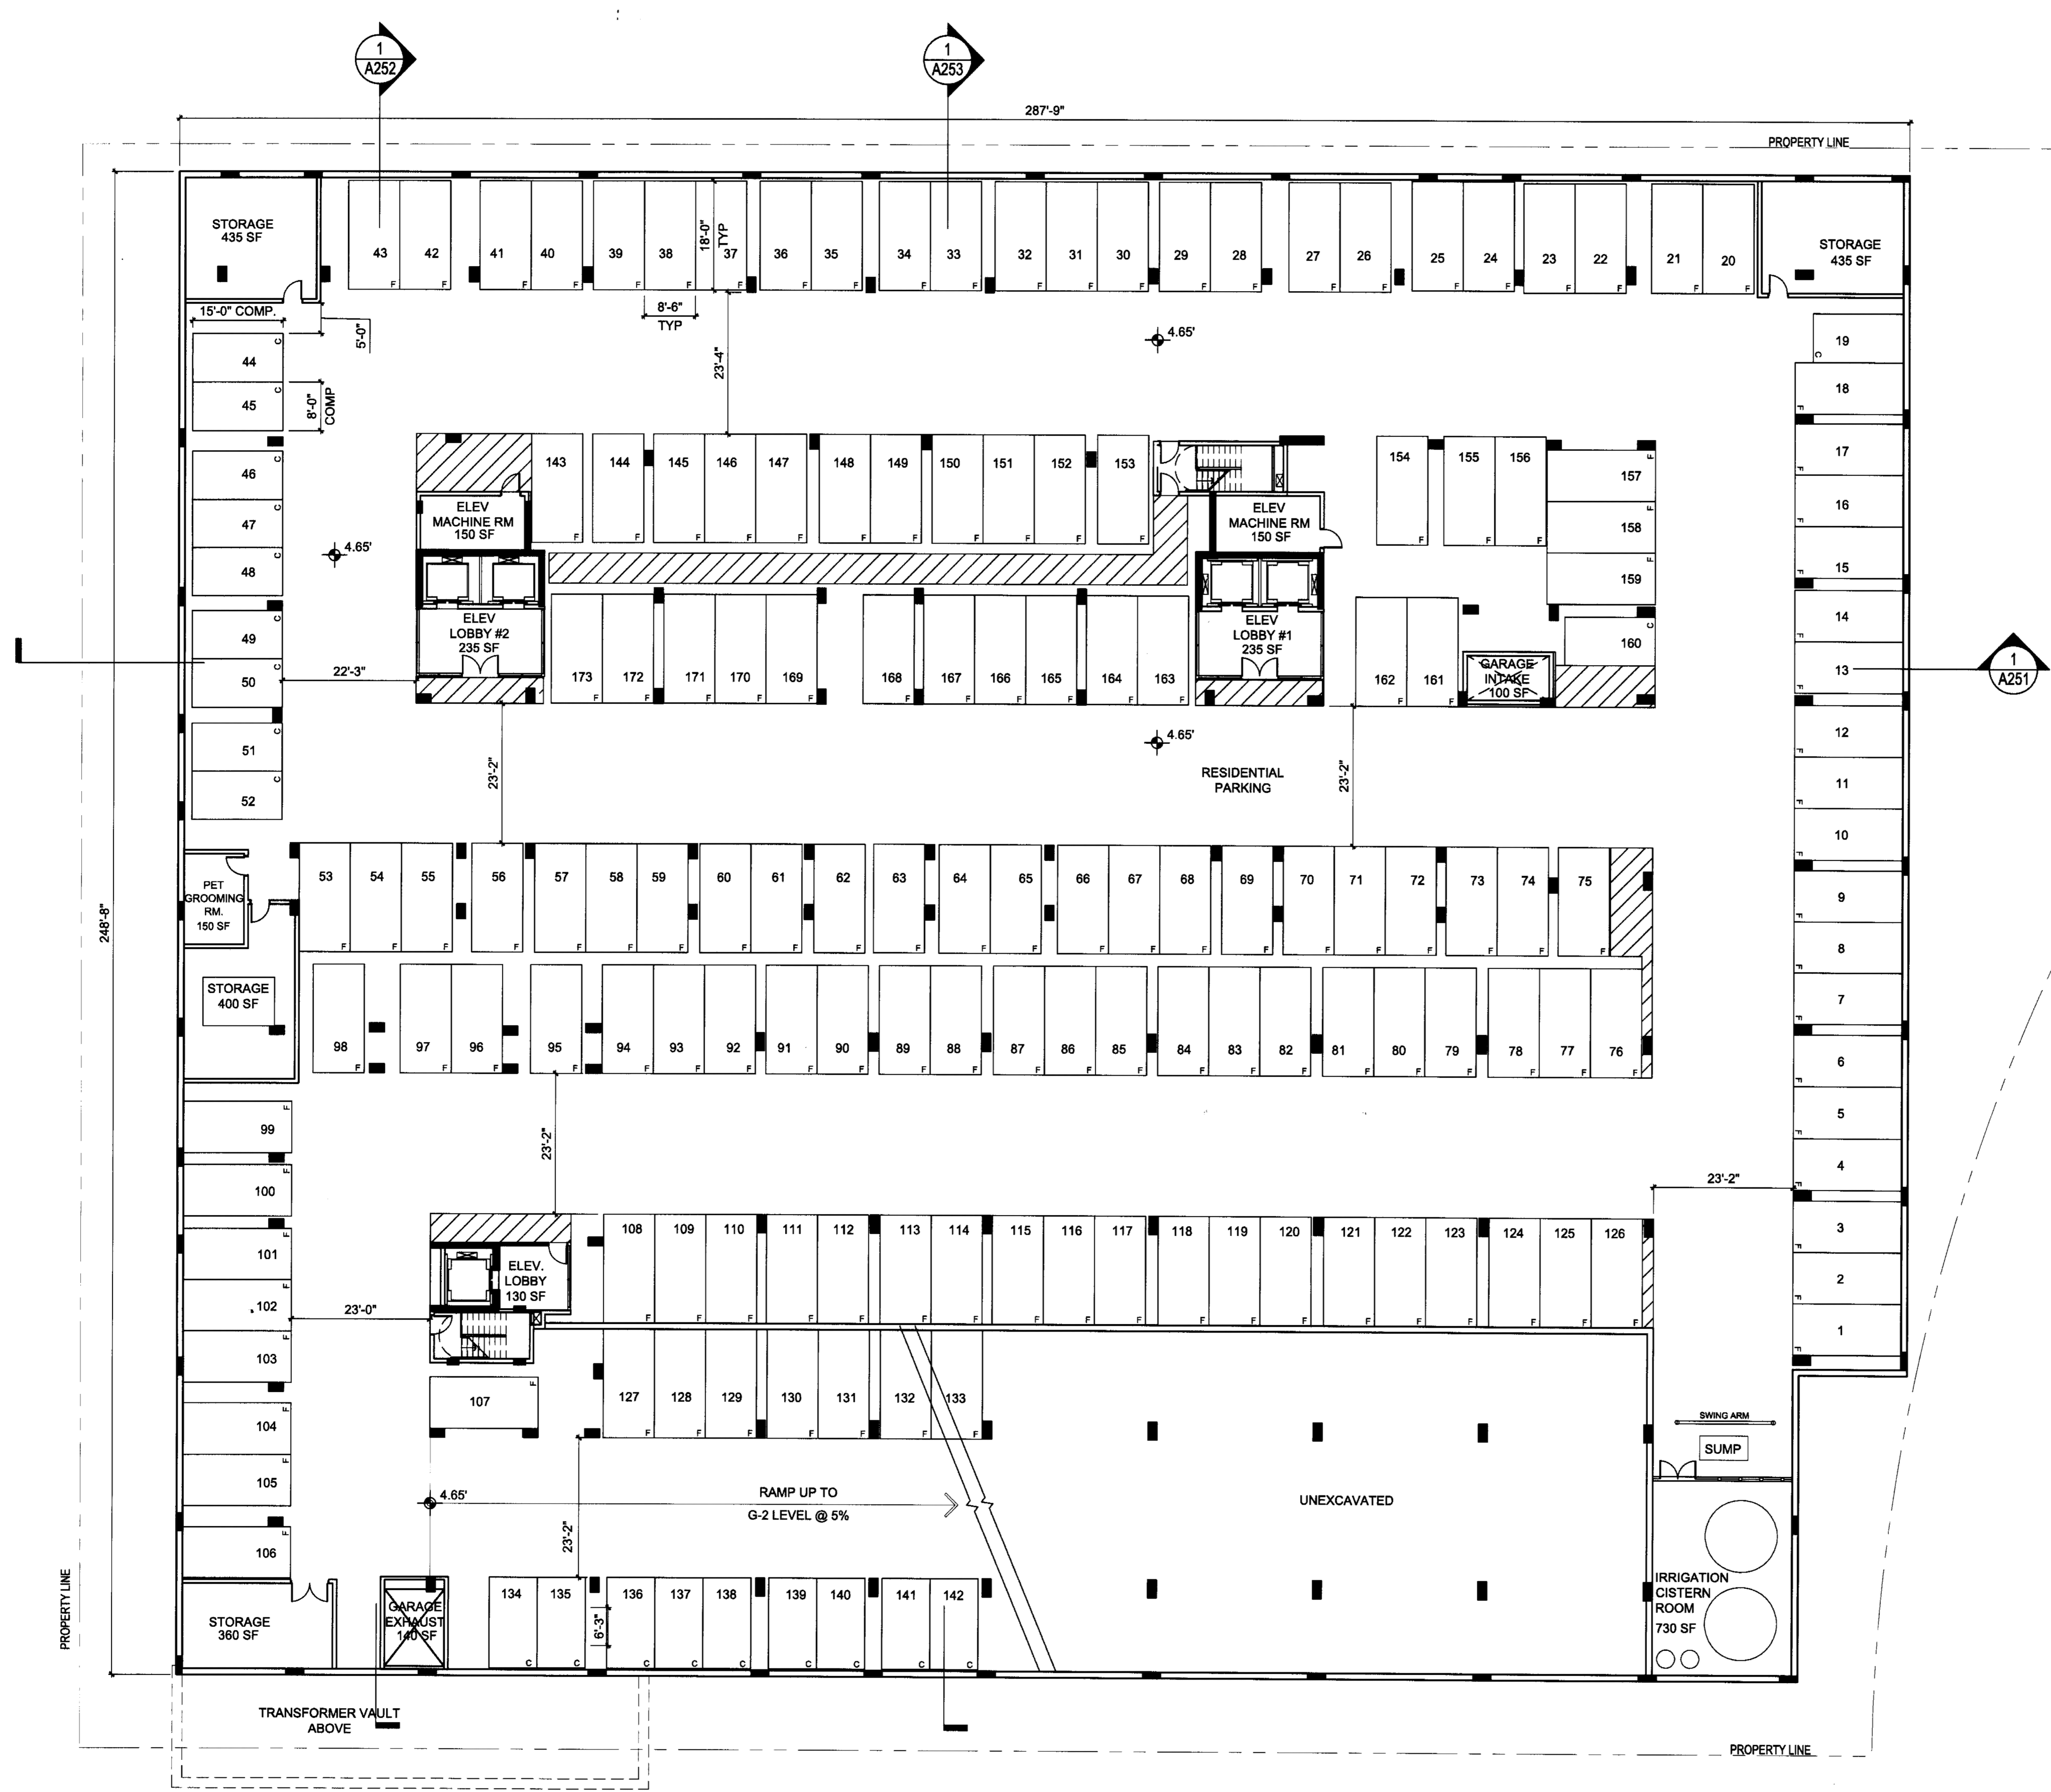 1
A252
1
A253
287'-9"
PROPERTY LINE
STORAGE
435 SF
43 42 41 40 39 38 37 36 35 34 33 32 31 30 29 28 27 26 25 24 23 22 21 20
F F F F F F F F F F F F F F F F F F F F F F F F
18'-0"
TYP
STORAGE
435 SF
15'-0" COMP.
5'-0"
8'-6"
TYP
23'-4"
4.65'
19
C
18
F
44
C
45
C
8'-0"
COMP
46
C
47
C
48
C
4.65'
143 144 145 146 147 148 149 150 151 152 153
F F F F F F F F F F F
ELEV
MACHINE RM
150 SF
ELEV
MACHINE RM
150 SF
154 155 156
F F F
157
F
158
F
159
F
160
C
17
F
16
F
15
F
14
F
13
F
1
A251
49
C
50
C
51
C
52
C
22'-3"
ELEV
LOBBY #2
235 SF
173 172 171 170 169 168 167 166 165 164 163
F F F F F F F F F F F
ELEV
LOBBY #1
235 SF
162 161
F F
GARAGE
INTAKE
100 SF
23'-2"
4.65'
RESIDENTIAL
PARKING
23'-2"
12
F
11
F
10
F
248'-8"
PET
GROOMING
RM.
150 SF
53 54 55 56 57 58 59 60 61 62 63 64 65 66 67 68 69 70 71 72 73 74 75
F F F F F F F F F F F F F F F F F F F F F F F
9
F
8
F
7
F
STORAGE
400 SF
98 97 96 95 94 93 92 91 90 89 88 87 86 85 84 83 82 81 80 79 78 77 76
F F F F F F F F F F F F F F F F F F F F F F F
6
F
5
F
4
F
99
F
100
F
101
F
102
F
103
F
23'-2"
23'-2"
23'-0"
ELEV.
LOBBY
130 SF
108 109 110 111 112 113 114 115 116 117 118 119 120 121 122 123 124 125 126
F F F F F F F F F F F F F F F F F F F
3
F
2
F
1
F
107
F
127 128 129 130 131 132 133
F F F F F F F
104
F
105
F
106
F
SWING ARM
SUMP
4.65'
RAMP UP TO
G-2 LEVEL @ 5%
23'-2"
UNEXCAVATED
STORAGE
360 SF
GARAGE
EXHAUST
140 SF
134 135 136 137 138 139 140 141 142
C C C C C C C C C
6'-3"
IRRIGATION
CISTERN
ROOM
730 SF
PROPERTY LINE
TRANSFORMER VAULT
ABOVE
PROPERTY LINE